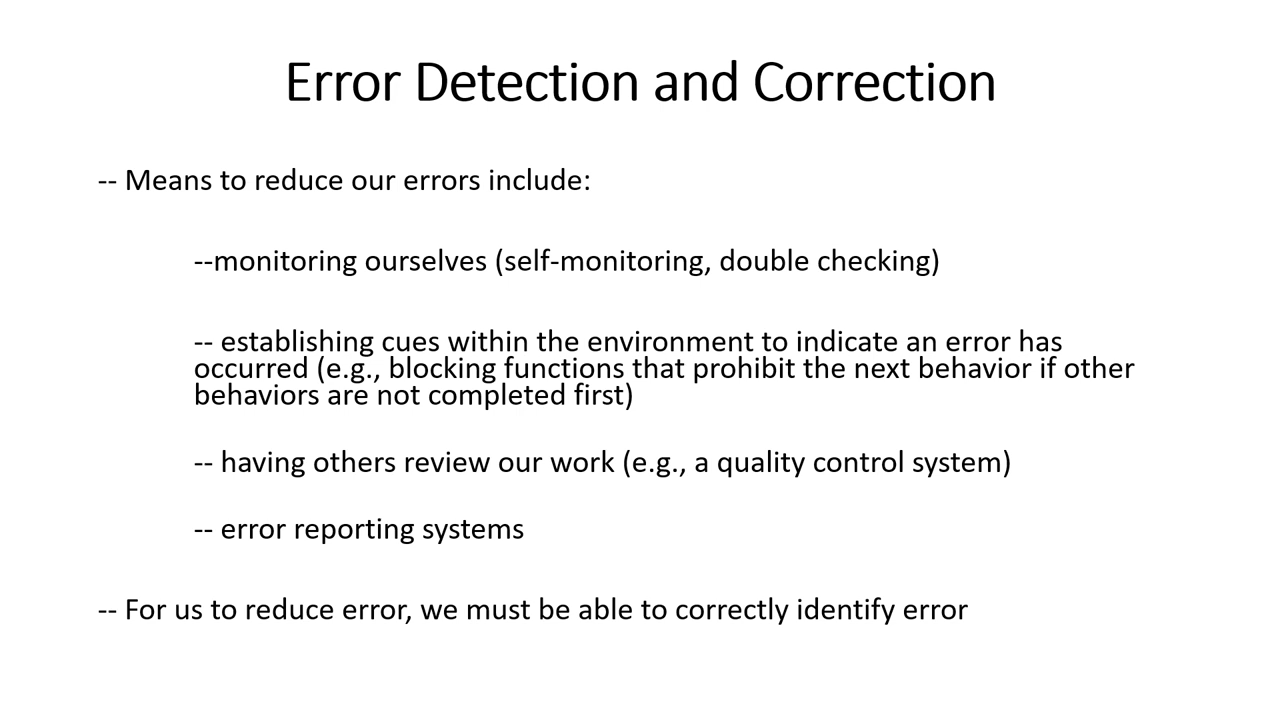 Error Detection and Correction
-- Means to reduce our errors include:
--monitoring ourselves (self-monitoring, double checking)
-- establishing cues within the environment to indicate an error has
occurred (e.g., blocking functions that prohibit the next behavior if other
behaviors are not completed first)
-- having others review our work (e.g., a quality control system)
-- error reporting systems
-- For us to reduce error, we must be able to correctly identify error